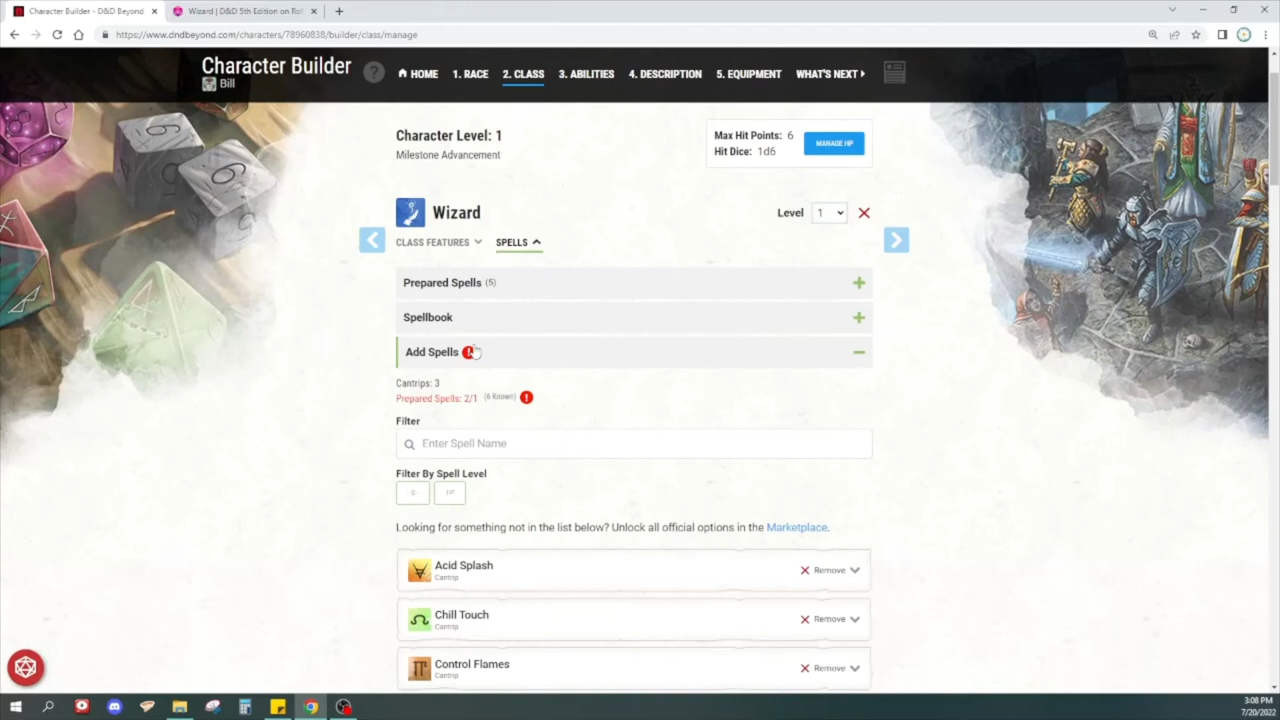 Character Builder - D&D Beyond
Wizard | D&D 5th Edition on Rol
https://www.dndbeyond.com/characters/78960838/builder/class/manage
Character Builder
Bill
?
HOME
1. RACE
2. CLASS
3. ABILITIES
4. DESCRIPTION
5. EQUIPMENT
WHAT'S NEXT
Character Level: 1
Milestone Advancement
Max Hit Points: 6
Hit Dice: 1d6
MANAGE HP
Wizard
Level
1
CLASS FEATURES
SPELLS
Prepared Spells (5)
Spellbook
Add Spells
Cantrips: 3
Prepared Spells: 2/1 (6 Known) !
Filter
Enter Spell Name
Filter By Spell Level
- 0 -
1ST
Looking for something not in the list below? Unlock all official options in the Marketplace.
Acid Splash
Cantrip
Remove
Chill Touch
Cantrip
Remove
Control Flames
Cantrip
Remove
3:08 PM
7/20/2022